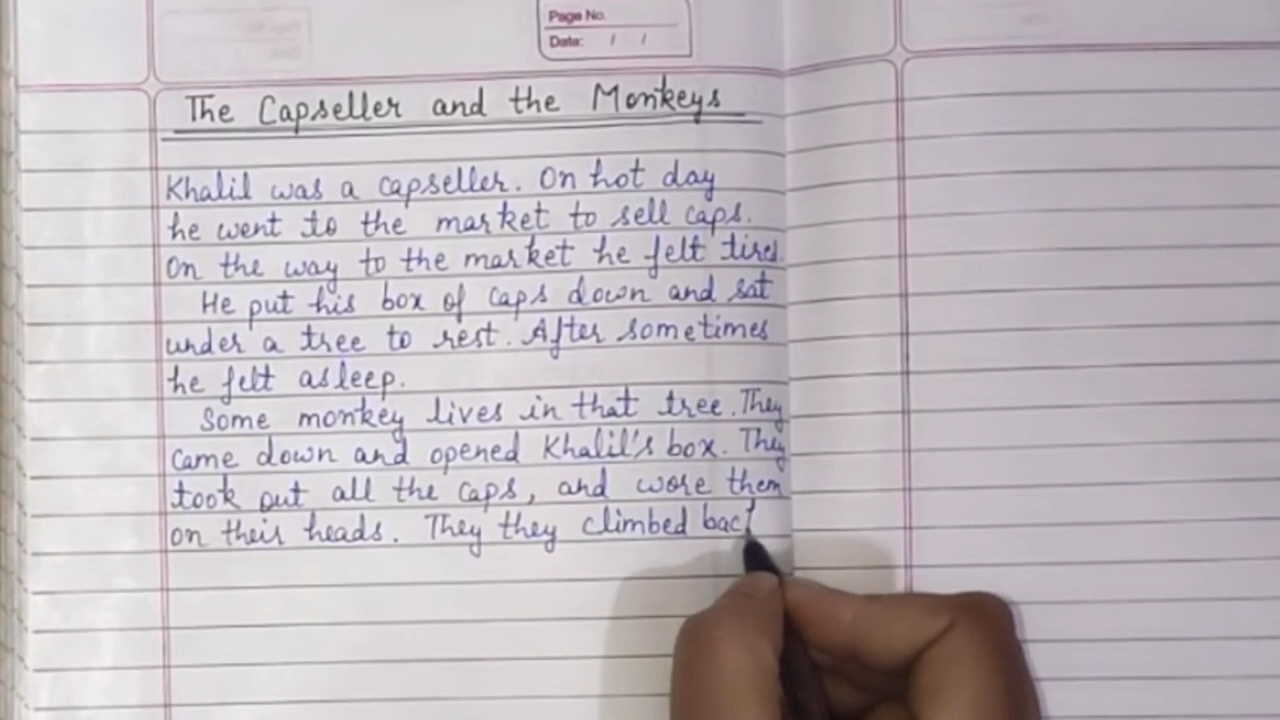 Page No.
Date: / /
The Capseller and the Monkeys
Khalil was a capseller. On hot day
he went to the market to sell caps.
On the way to the market he felt tired.
He put his box of caps down and sat
under a tree to rest. After sometimes
he felt asleep.
Some monkey lives in that tree. They
came down and opened Khalil's box. They
took out all the caps, and wore them
on their heads. They they climbed bac